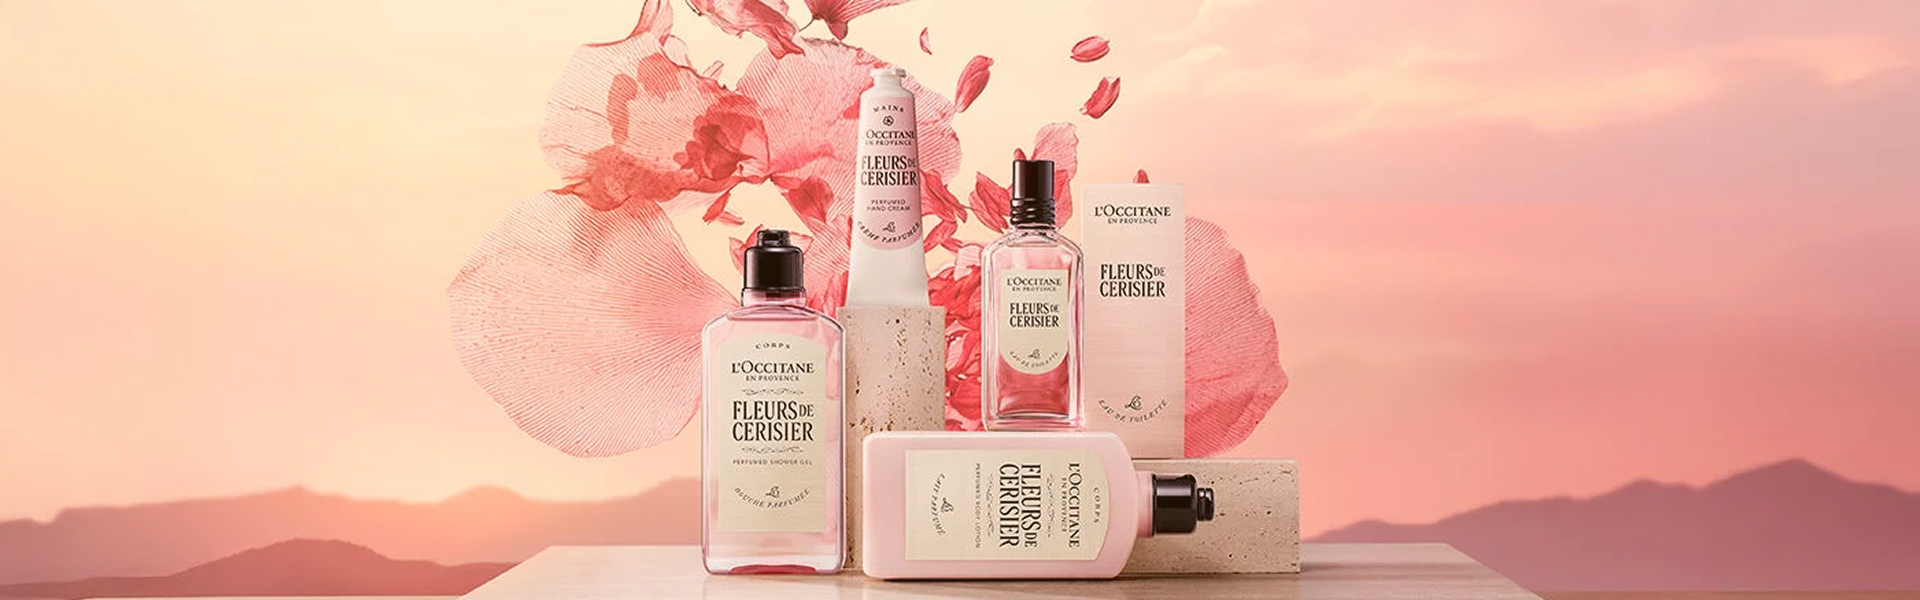 CORPS
L'OCCITANE
EN PROVENCE
FLEURS DE
CERISIER
PERFUMED SHOWER GEL
DOUCHE PARFUMÉE
MAINS
L'OCCITANE
EN PROVENCE
FLEURS DE
CERISIER
PERFUMED
HAND CREAM
CRÈME PARFUMÉE
L'OCCITANE
EN PROVENCE
FLEURS DE
CERISIER
EAU DE TOILETTE
L'OCCITANE
EN PROVENCE
FLEURS DE
CERISIER
EAU DE TOILETTE
CORPS
L'OCCITANE
EN PROVENCE
FLEURS DE
CERISIER
PERFUMED BODY LOTION
LAIT PARFUMÉ